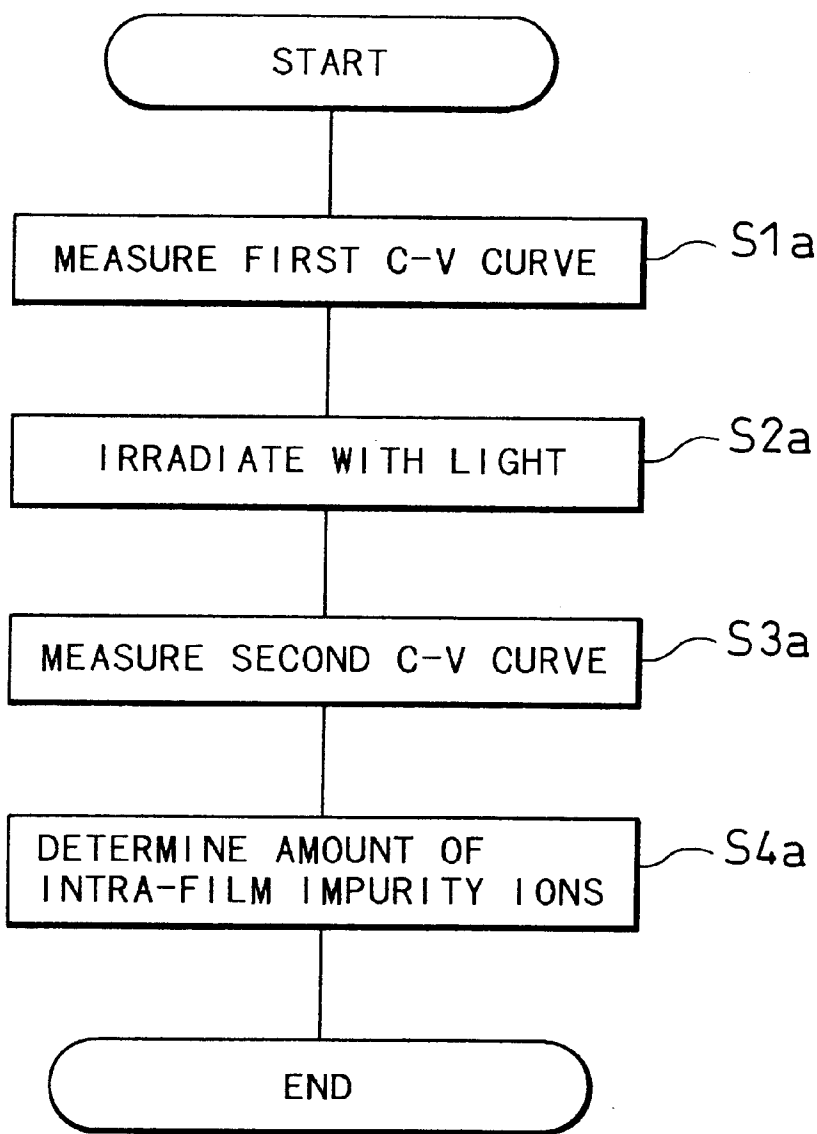 START
MEASURE FIRST C-V CURVE
S1a
IRRADIATE WITH LIGHT
S2a
MEASURE SECOND C-V CURVE
S3a
DETERMINE AMOUNT OF
INTRA-FILM IMPURITY IONS
S4a
END